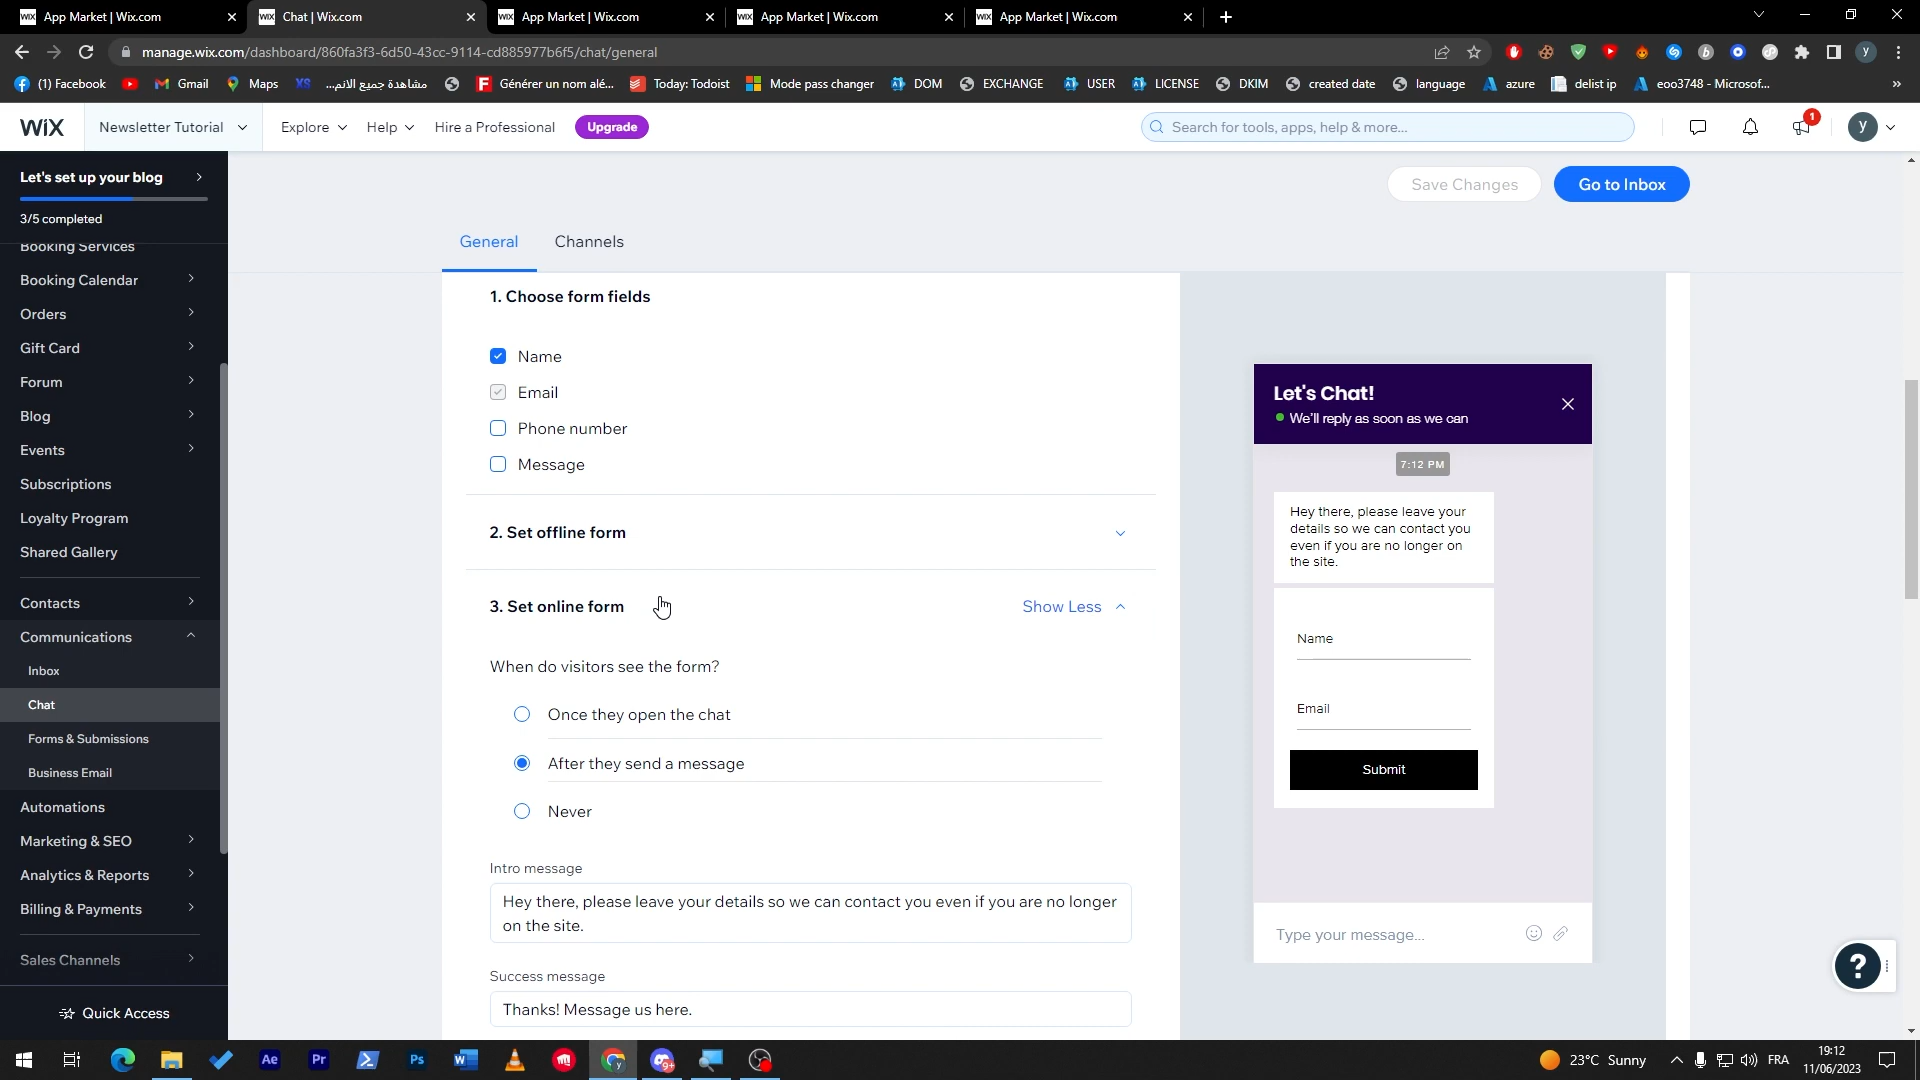 WiX App Market | Wix.com
WiX Chat | Wix.com
WiX App Market | Wix.com
WiX App Market | Wix.com
WiX App Market | Wix.com
manage.wix.com/dashboard/860fa3f3-6d50-43cc-9114-cd885977b6f5/chat/general
y
(1) Facebook
Gmail
Maps
مشاهدة جميع الانم...
Générer un nom alé...
Today: Todoist
Mode pass changer
DOM
EXCHANGE
USER
LICENSE
DKIM
created date
language
azure
delist ip
eoo3748 - Microsof...
»
WiX
Newsletter Tutorial
Explore
Help
Hire a Professional
Upgrade
Search for tools, apps, help & more...
1
y
Let's set up your blog
3/5 completed
Booking Services
Booking Calendar
Orders
Gift Card
Forum
Blog
Events
Subscriptions
Loyalty Program
Shared Gallery
Contacts
Communications
Inbox
Chat
Forms & Submissions
Business Email
Automations
Marketing & SEO
Analytics & Reports
Billing & Payments
Sales Channels
Quick Access
Save Changes
Go to Inbox
General
Channels
1. Choose form fields
Name
Email
Phone number
Message
2. Set offline form
3. Set online form
Show Less
When do visitors see the form?
Once they open the chat
After they send a message
Never
Intro message
Hey there, please leave your details so we can contact you even if you are no longer
on the site.
Success message
Thanks! Message us here.
Let's Chat!
We'll reply as soon as we can
7:12 PM
Hey there, please leave your
details so we can contact you
even if you are no longer on
the site.
Name
Email
Submit
Type your message...
?
Ae
Pr
Ps
W
23°C Sunny
FRA
19:12
11/06/2023